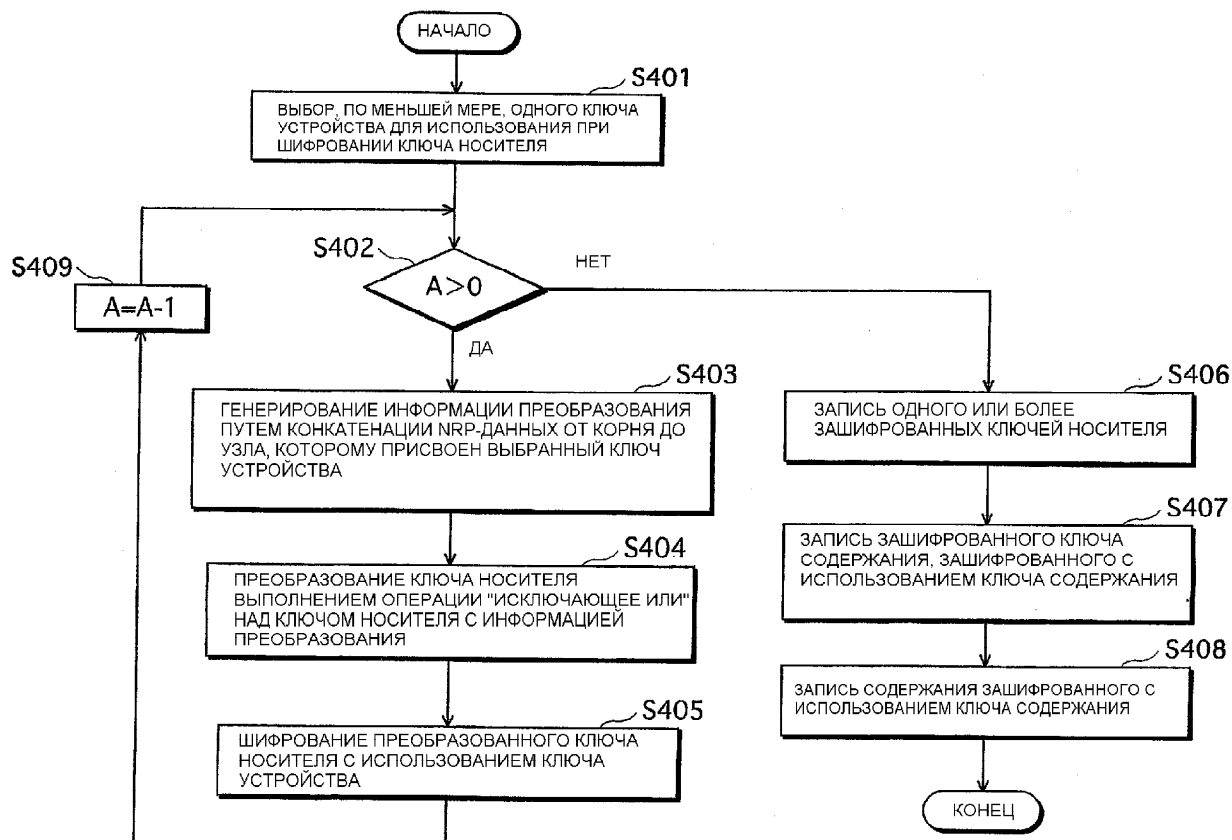 НАЧАЛО
S401
ВЫБОР, ПО МЕНЬШЕЙ МЕРЕ, ОДНОГО КЛЮЧА
УСТРОЙСТВА ДЛЯ ИСПОЛЬЗОВАНИЯ ПРИ
ШИФРОВАНИИ КЛЮЧА НОСИТЕЛЯ
S402
A>0
НЕТ
ДА
S409
A=A-1
S403
ГЕНЕРИРОВАНИЕ ИНФОРМАЦИИ ПРЕОБРАЗОВАНИЯ
ПУТЕМ КОНКАТЕНАЦИИ NRP-ДАННЫХ ОТ КОРНЯ ДО
УЗЛА, КОТОРОМУ ПРИСВОЕН ВЫБРАННЫЙ КЛЮЧ
УСТРОЙСТВА
S404
ПРЕОБРАЗОВАНИЕ КЛЮЧА НОСИТЕЛЯ
ВЫПОЛНЕНИЕМ ОПЕРАЦИИ "ИСКЛЮЧАЮЩЕЕ ИЛИ"
НАД КЛЮЧОМ НОСИТЕЛЯ С ИНФОРМАЦИЕЙ
ПРЕОБРАЗОВАНИЯ
S405
ШИФРОВАНИЕ ПРЕОБРАЗОВАННОГО КЛЮЧА
НОСИТЕЛЯ С ИСПОЛЬЗОВАНИЕМ КЛЮЧА
УСТРОЙСТВА
S406
ЗАПИСЬ ОДНОГО ИЛИ БОЛЕЕ
ЗАШИФРОВАННЫХ КЛЮЧЕЙ НОСИТЕЛЯ
S407
ЗАПИСЬ ЗАШИФРОВАННОГО КЛЮЧА
СОДЕРЖАНИЯ, ЗАШИФРОВАННОГО С
ИСПОЛЬЗОВАНИЕМ КЛЮЧА СОДЕРЖАНИЯ
S408
ЗАПИСЬ СОДЕРЖАНИЯ ЗАШИФРОВАННОГО С
ИСПОЛЬЗОВАНИЕМ КЛЮЧА СОДЕРЖАНИЯ
КОНЕЦ